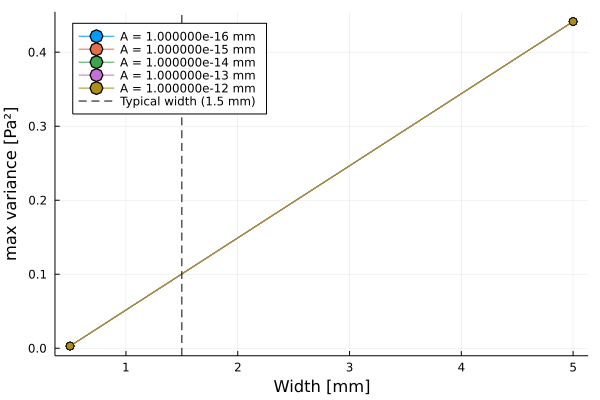 A = 1.000000e-16 mm
A = 1.000000e-15 mm
A = 1.000000e-14 mm
A = 1.000000e-13 mm
A = 1.000000e-12 mm
Typical width (1.5 mm)
max variance [Pa²]
0.4
0.3
0.2
0.1
0.0
1 2 3 4 5
Width [mm]